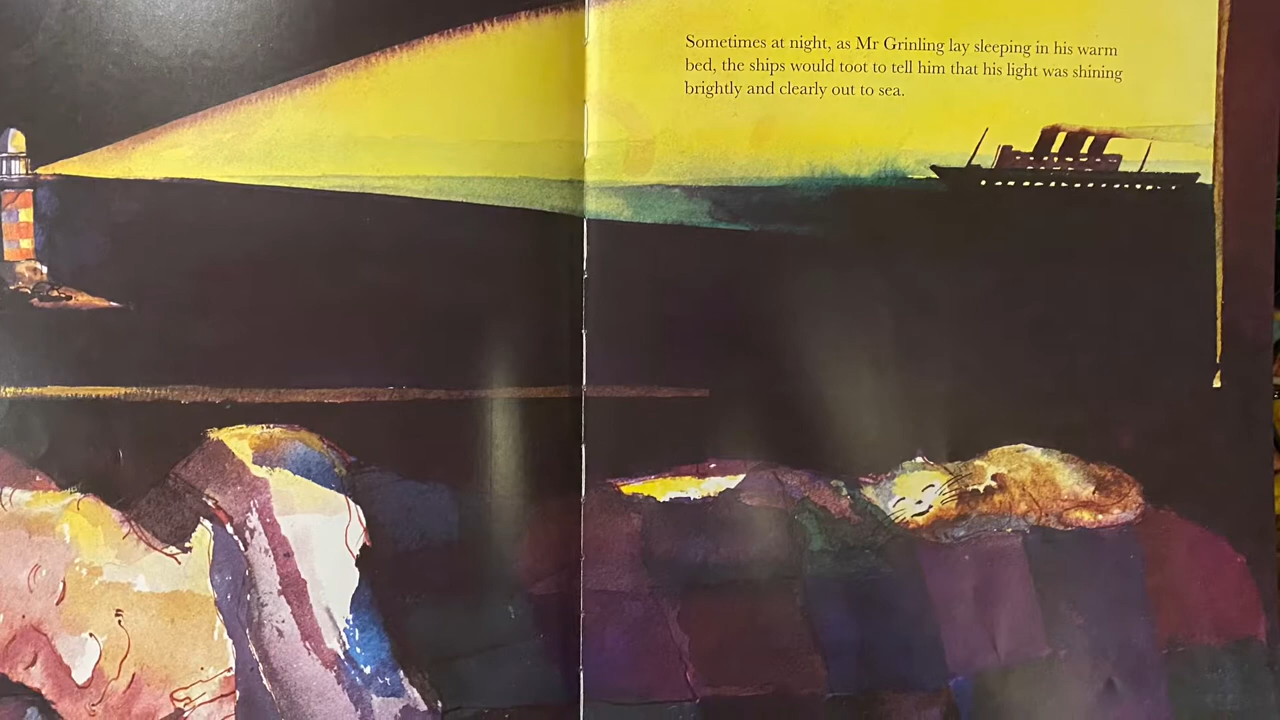 Sometimes at night, as Mr Grinling lay sleeping in his warm
bed, the ships would toot to tell him that his light was shining
brightly and clearly out to sea.